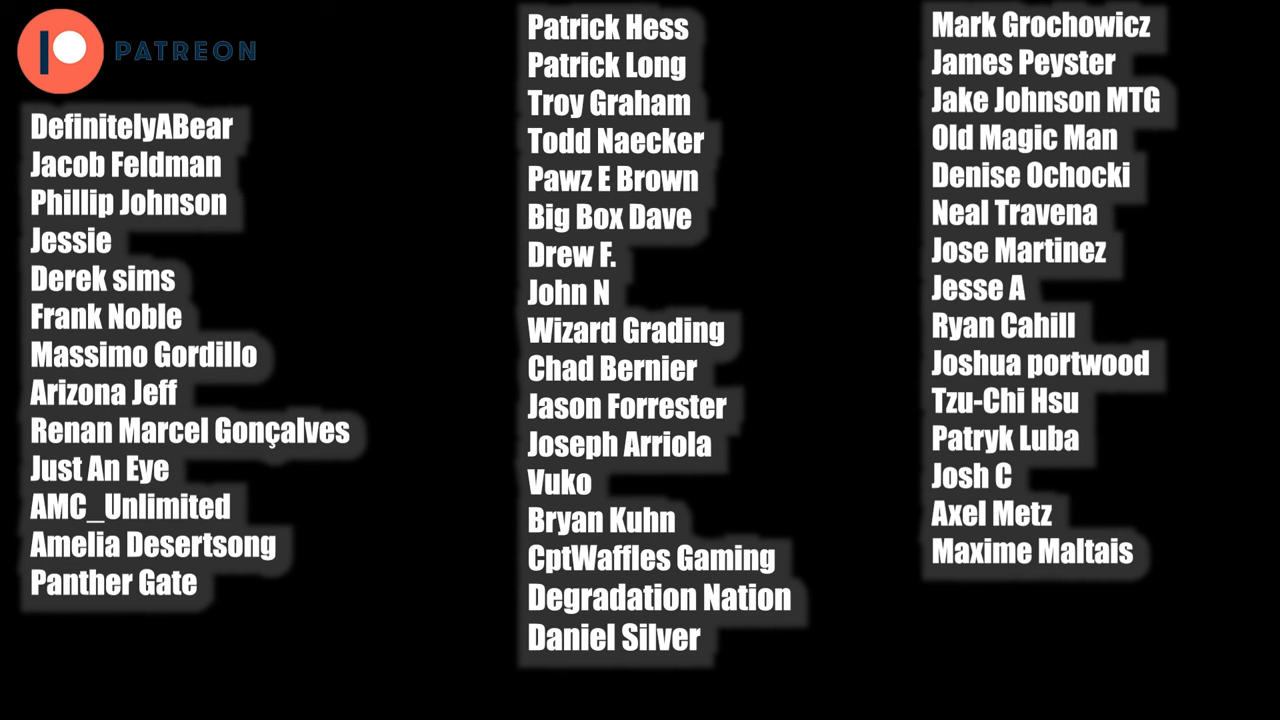 PATREON
DefinitelyABear
Jacob Feldman
Phillip Johnson
Jessie
Derek sims
Frank Noble
Massimo Gordillo
Arizona Jeff
Renan Marcel Gonçalves
Just An Eye
AMC_Unlimited
Amelia Desertsong
Panther Gate
Patrick Hess
Patrick Long
Troy Graham
Todd Naecker
Pawz E Brown
Big Box Dave
Drew F.
John N
Wizard Grading
Chad Bernier
Jason Forrester
Joseph Arriola
Vuko
Bryan Kuhn
CptWaffles Gaming
Degradation Nation
Daniel Silver
Mark Grochowicz
James Peyster
Jake Johnson MTG
Old Magic Man
Denise Ochocki
Neal Travena
Jose Martinez
Jesse A
Ryan Cahill
Joshua portwood
Tzu-Chi Hsu
Patryk Luba
Josh C
Axel Metz
Maxime Maltais